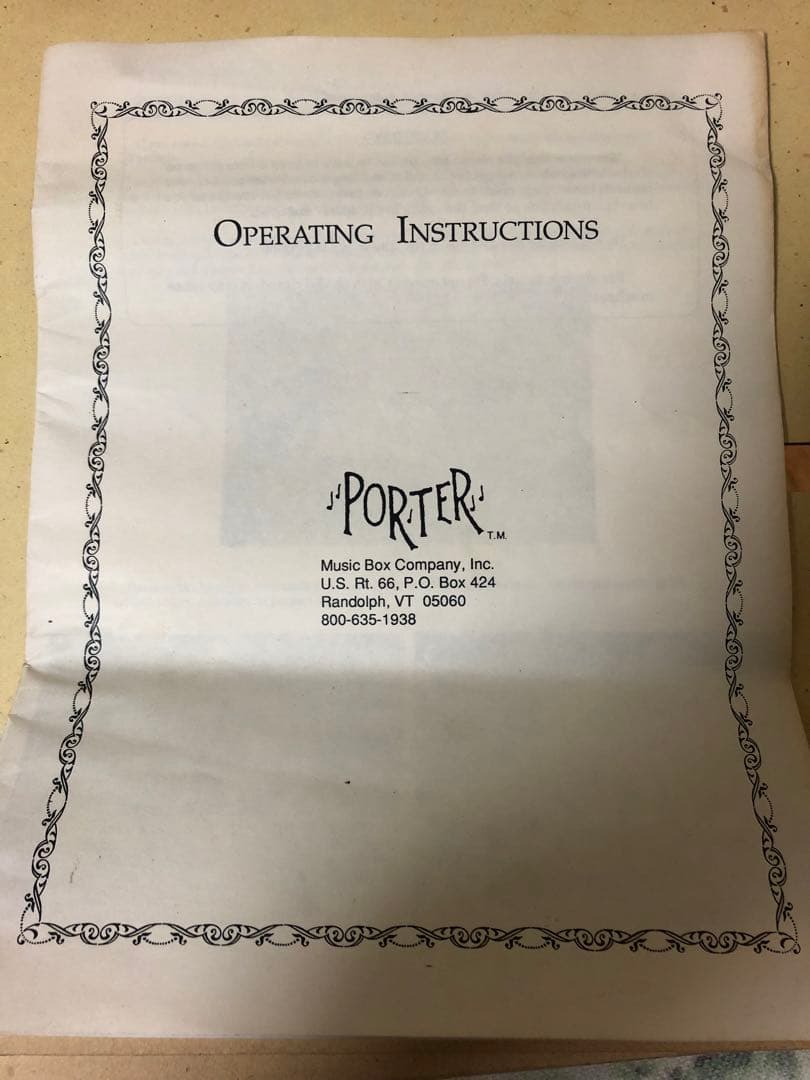 OPERATING INSTRUCTIONS
PORTER T.M.
Music Box Company, Inc.
U.S. Rt. 66, P.O. Box 424
Randolph, VT 05060
800-635-1938